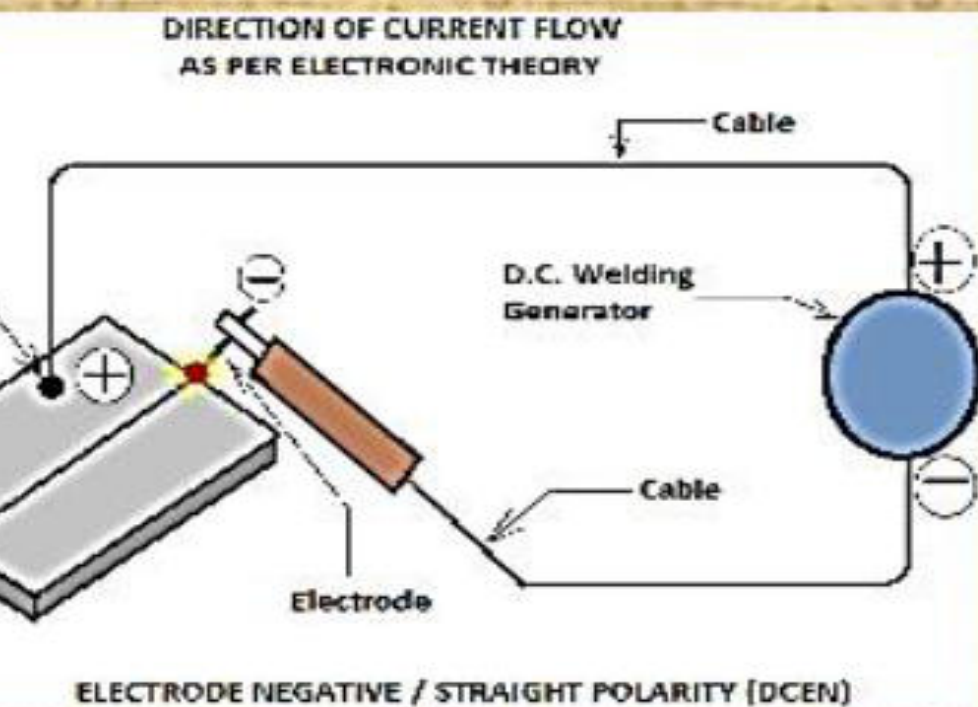 DIRECTION OF CURRENT FLOW
AS PER ELECTRONIC THEORY
Cable
+
−
D.C. Welding
Generator
+
Cable
−
Electrode
ELECTRODE NEGATIVE / STRAIGHT POLARITY (DCEN)